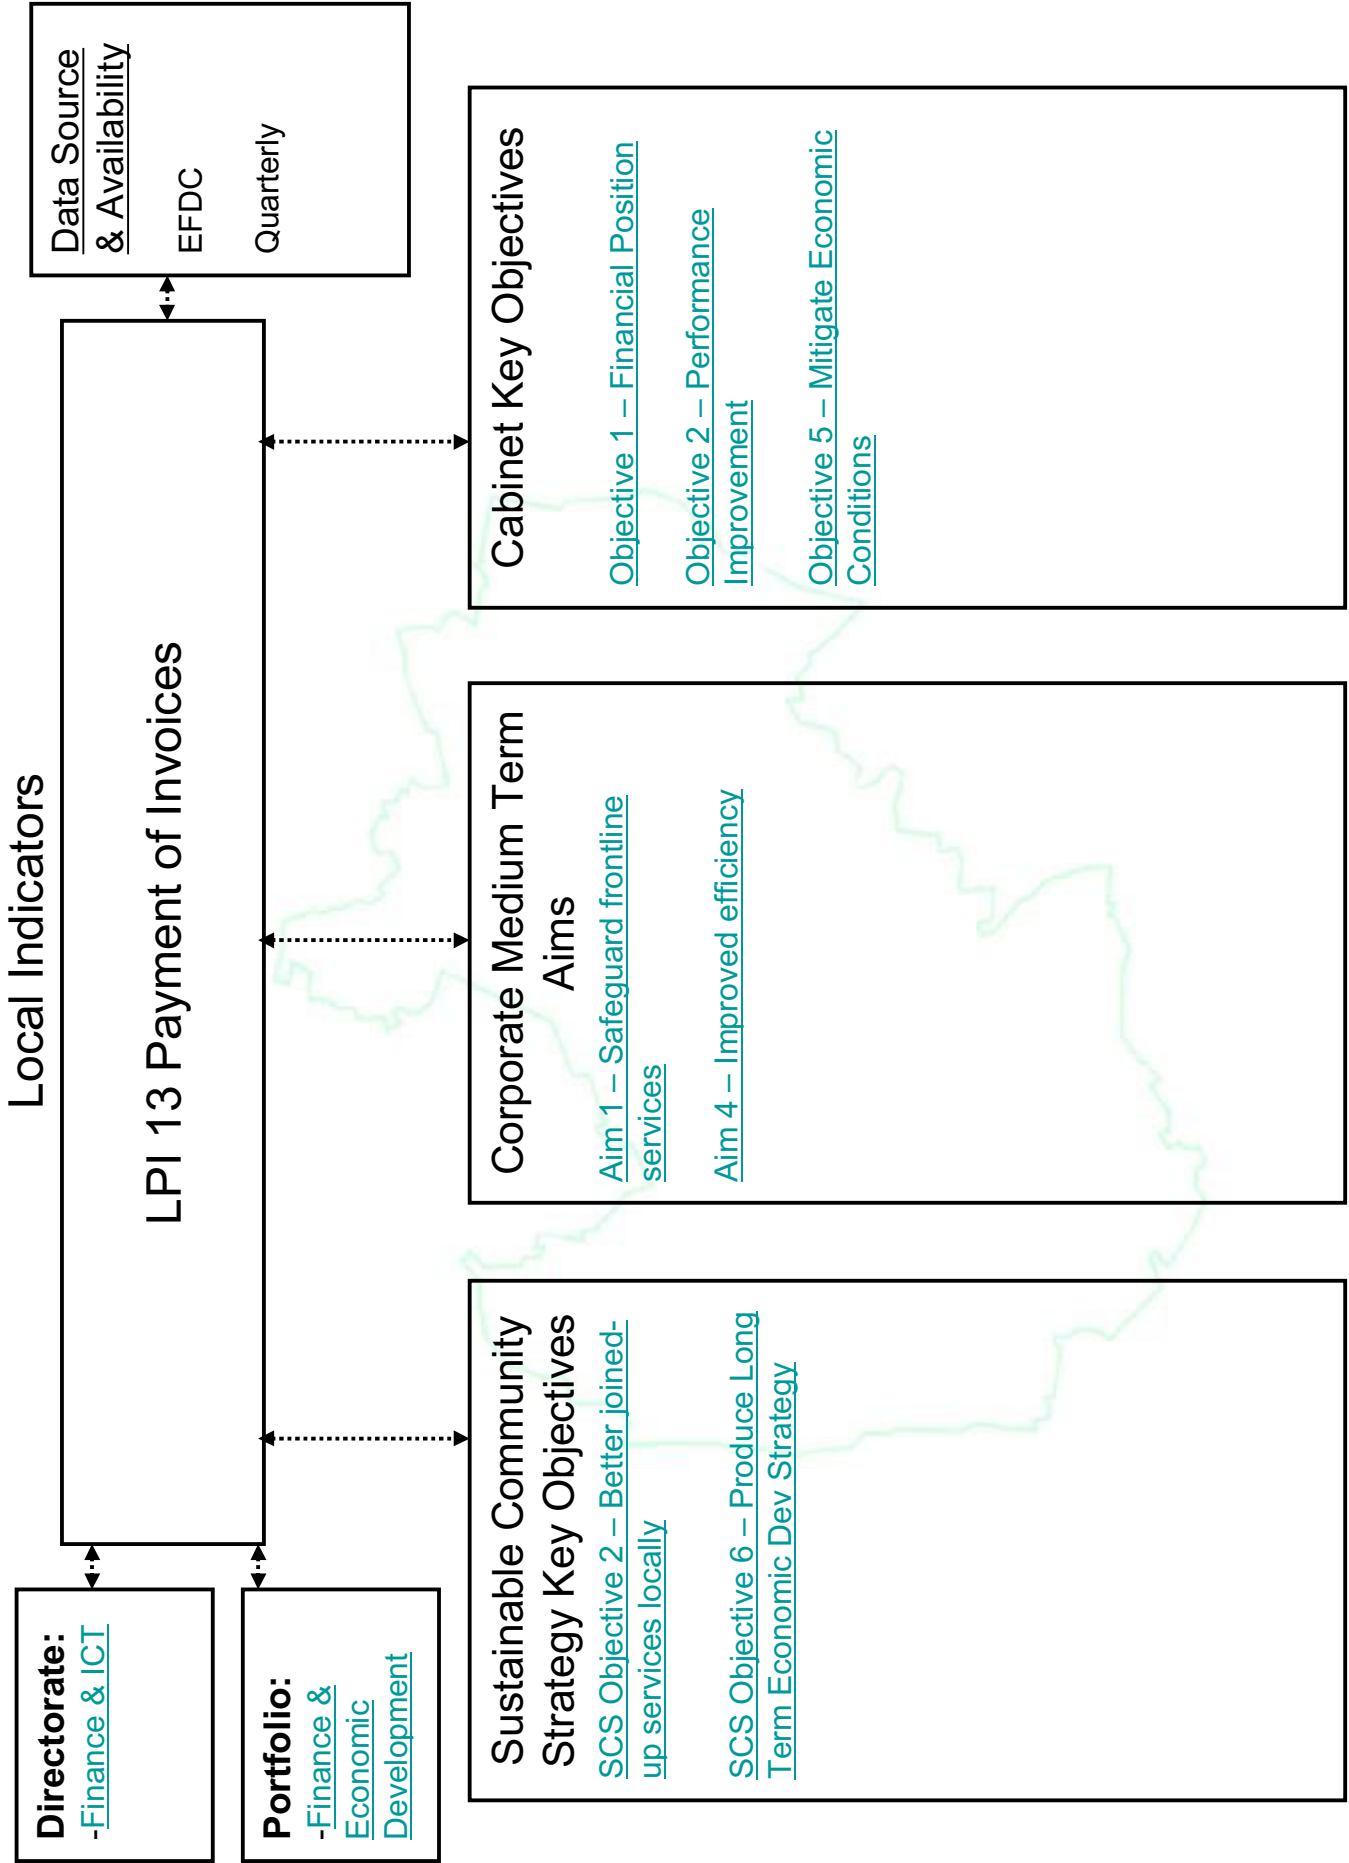 Local Indicators
Directorate:
-Finance & ICT
Portfolio:
-Finance &
Economic
Development
LPI 13 Payment of Invoices
Data Source
& Availability
EFDC
Quarterly
Sustainable Community
Strategy Key Objectives
SCS Objective 2 – Better joined-
up services locally
SCS Objective 6 – Produce Long
Term Economic Dev Strategy
Corporate Medium Term
Aims
Aim 1 – Safeguard frontline
services
Aim 4 – Improved efficiency
Cabinet Key Objectives
Objective 1 – Financial Position
Objective 2 – Performance
Improvement
Objective 5 – Mitigate Economic
Conditions